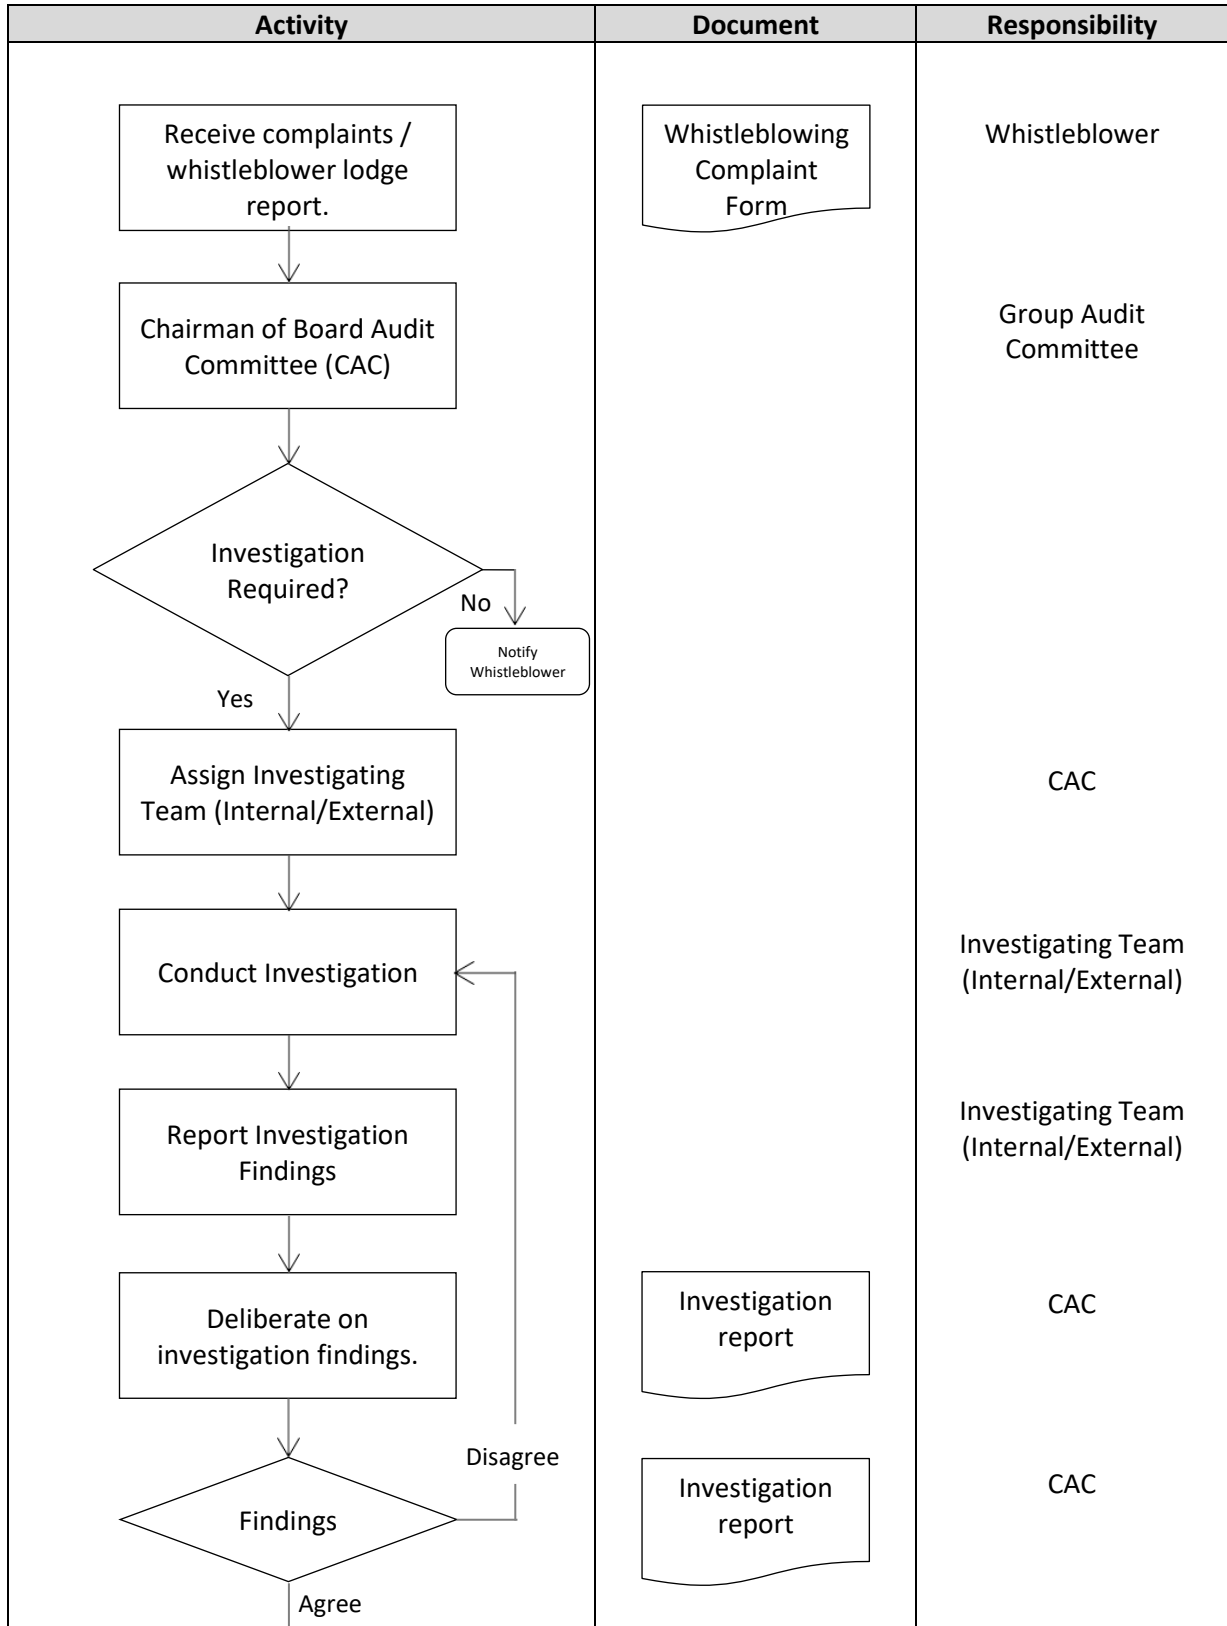 Activity
Document
Responsibility
Receive complaints /
whistleblower lodge
report.
Whistleblowing
Complaint
Form
Whistleblower
Chairman of Board Audit
Committee (CAC)
Group Audit
Committee
Investigation
Required?
No
Notify
Whistleblower
Yes
Assign Investigating
Team (Internal/External)
CAC
Conduct Investigation
Investigating Team
(Internal/External)
Report Investigation
Findings
Investigating Team
(Internal/External)
Deliberate on
investigation findings.
Investigation
report
CAC
Disagree
Findings
Investigation
report
CAC
Agree